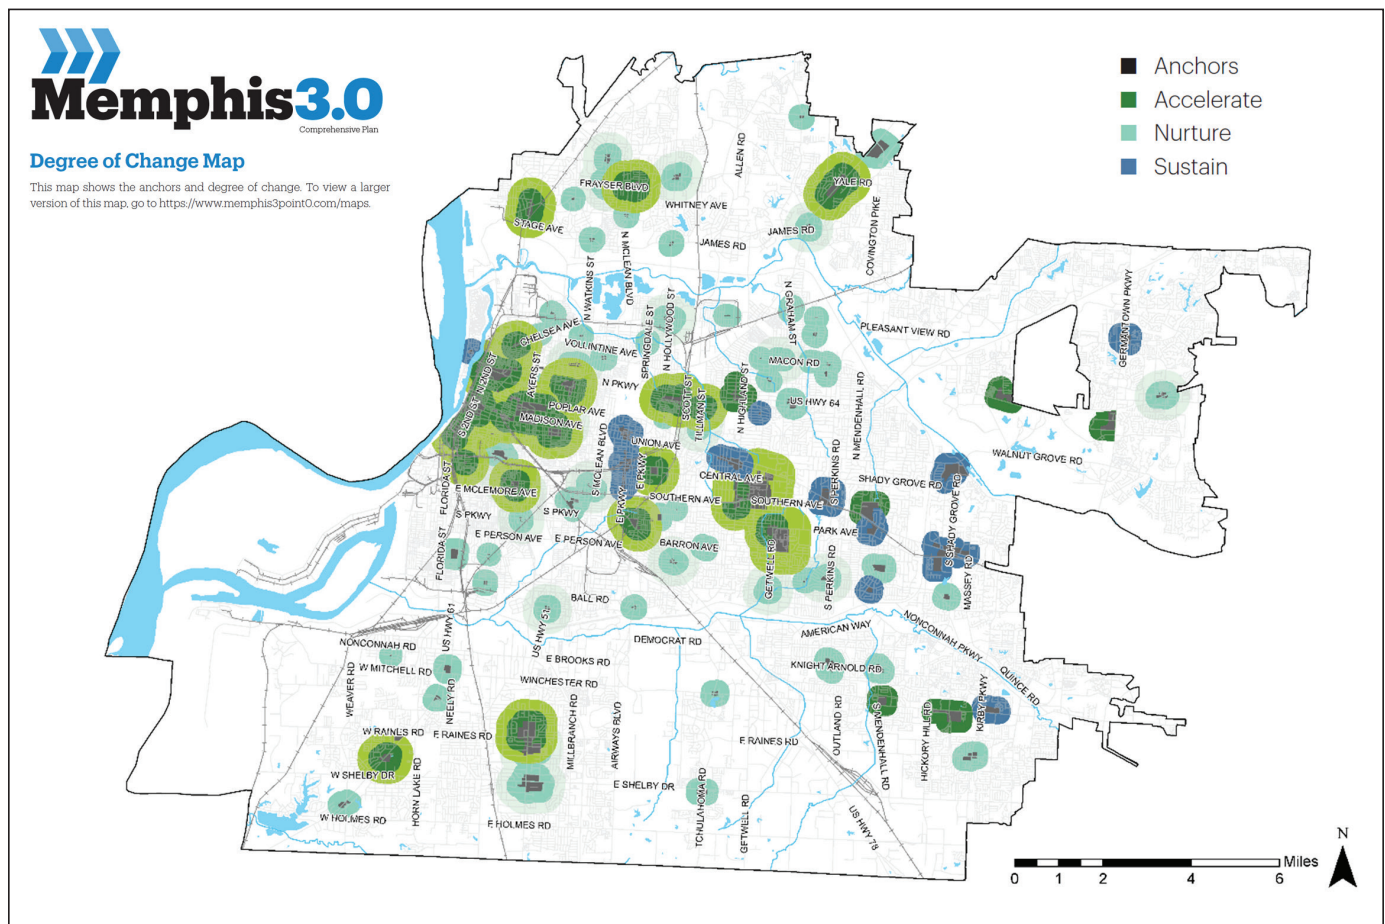 Memphis3.0
Comprehensive Plan
Degree of Change Map
This map shows the anchors and degree of change. To view a larger
version of this map, go to https://www.memphis3point0.com/maps.
Anchors
Accelerate
Nurture
Sustain
ALLEN RD
FRAYSER BLVD
YALE RD
WHITNEY AVE
COVINGTON PIKE
STAGE AVE
JAMES RD
JAMES RD
N MCLEAN BLVD
N WATKINS ST
GERMANTOWN PKWY
N GRAHAM ST
N HOLLYWOOD ST
SPRINGDALE ST
CHELSEA AVE
PLEASANT VIEW RD
VOLLINTINE AVE
MACON RD
N 2ND ST
AYERS ST
N PKWY
SCOTT ST
TILLMAN ST
N HIGHLAND ST
US HWY 64
N MENDENHALL RD
POPLAR AVE
MADISON AVE
S 2ND ST
UNION AVE
S MCLEAN BLVD
E PKWY
WALNUT GROVE RD
S PERKINS RD
CENTRAL AVE
SHADY GROVE RD
FLORIDA ST
E MCLEMORE AVE
SOUTHERN AVE
SOUTHERN AVE
S PKWY
S PKWY
E PKWY
PARK AVE
S SHADY GROVE RD
E PERSON AVE
E PERSON AVE
BARRON AVE
FLORIDA ST
GETWELL RD
S PERKINS RD
MASSEY RD
BALL RD
US HWY 61
US HWY 51
AMERICAN WAY
NONCONNAH PKWY
DEMOCRAT RD
NONCONNAH RD
E BROOKS RD
W MITCHELL RD
KNIGHT ARNOLD RD
QUINCE RD
WINCHESTER RD
WEAVER RD
NEELY RD
MILLBRANCH RD
AIRWAYS BLVD
OUTLAND RD
S MENDENHALL RD
HICKORY HILL RD
KIRBY PKWY
W RAINES RD
E RAINES RD
E RAINES RD
W SHELBY DR
HORN LAKE RD
E SHELBY DR
TCHULAHOMA RD
GETWELL RD
US HWY 78
W HOLMES RD
E HOLMES RD
N
Miles
0 1 2 4 6